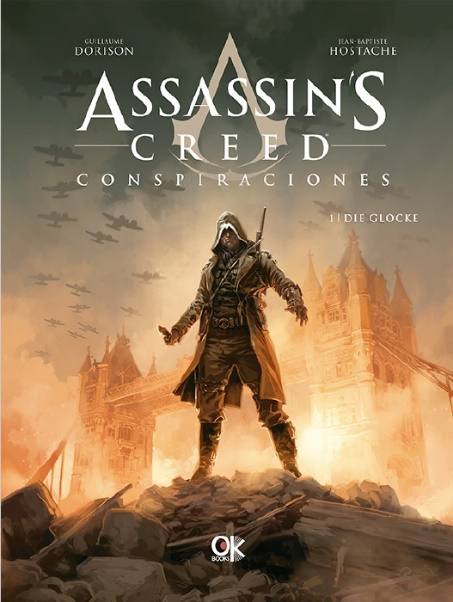 GUILLAUME
DORISON
JEAN-BAPTISTE
HOSTACHE
ASSASSIN'S
CREED
CONSPIRACIONES
1 | DIE GLOCKE
OK
BOOKS